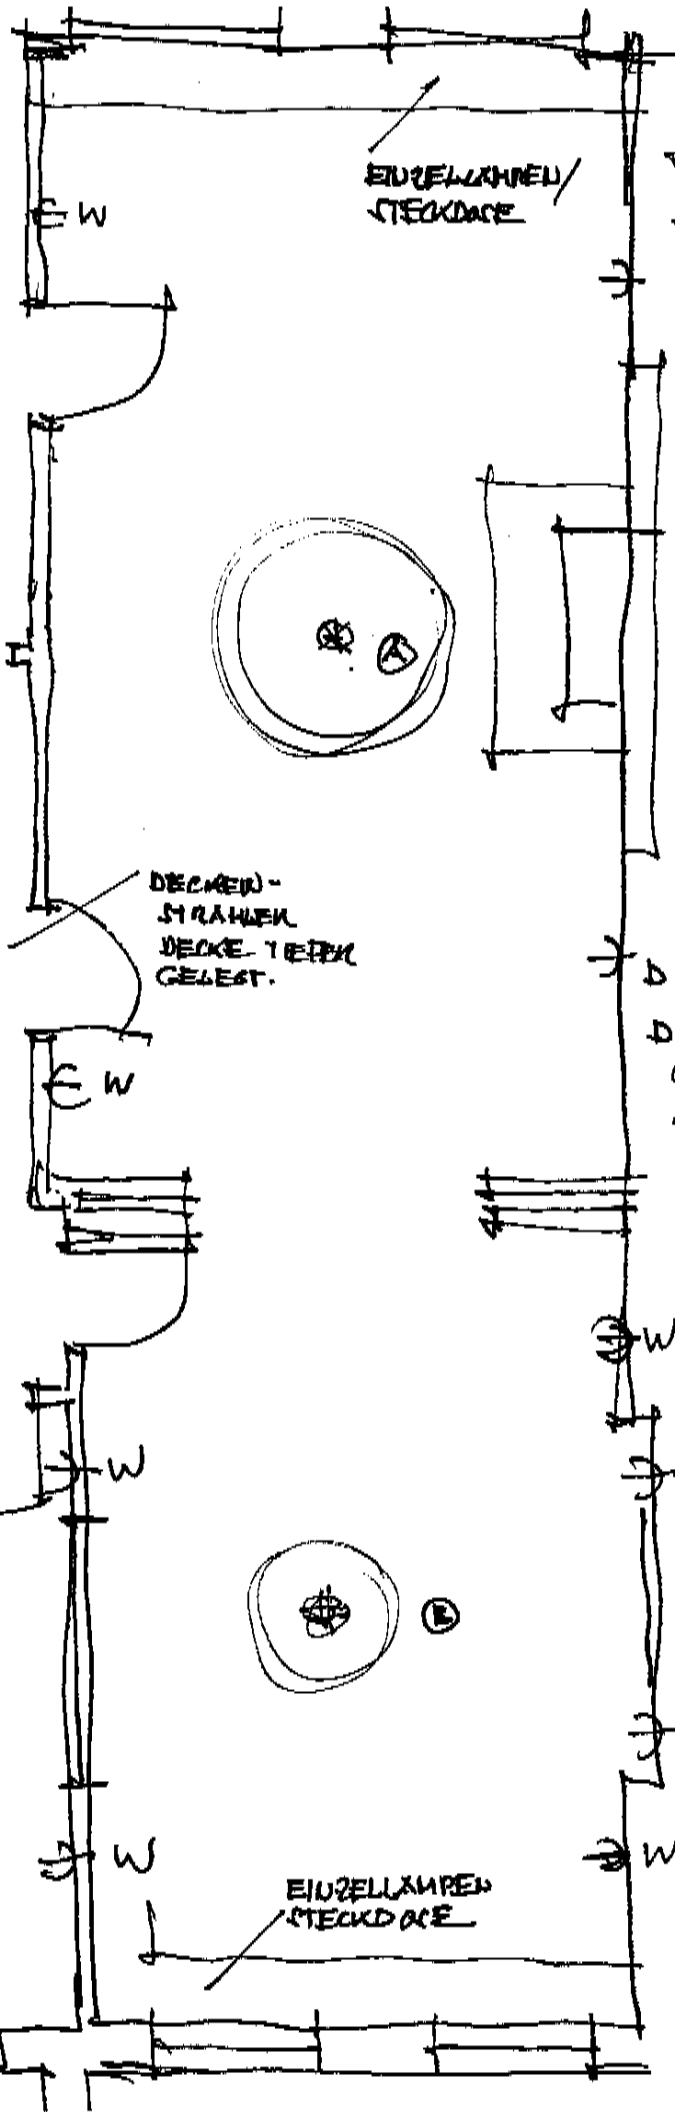 EINZELLAMPEN/
STECKDOSE
W
A
DECKEN-
STRAHLER
DECKE TIEFER
GELEGT.
W
W
W
E
W
W
EINZELLAMPEN
STECKDOSE